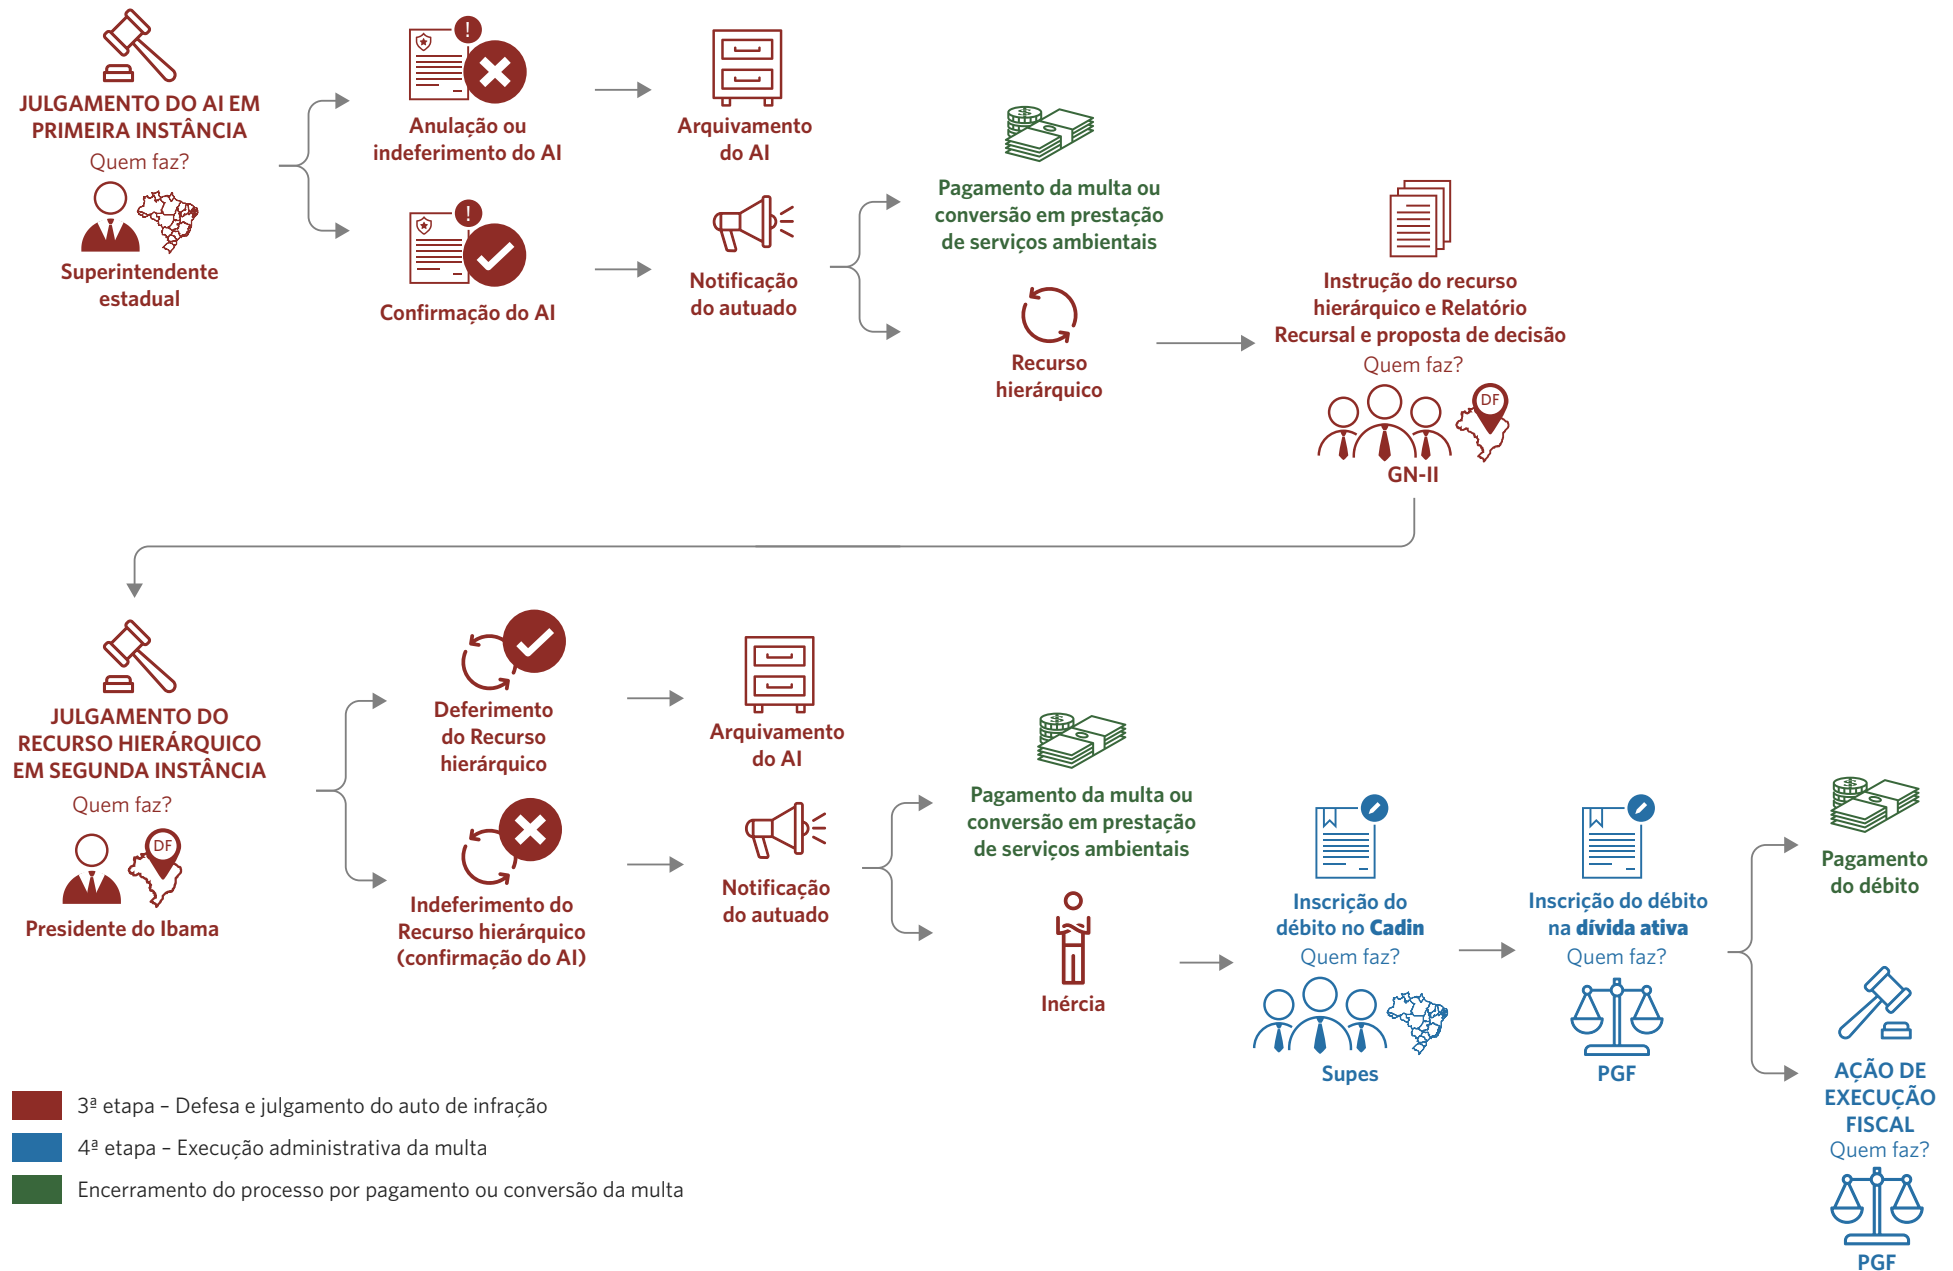 JULGAMENTO DO AI EM
PRIMEIRA INSTÂNCIA
Quem faz?
Superintendente
estadual
!
Anulação ou
indeferimento do AI
Arquivamento
do AI
!
Confirmação do AI
Notificação
do autuado
$
Pagamento da multa ou
conversão em prestação
de serviços ambientais
Recurso
hierárquico
Instrução do recurso
hierárquico e Relatório
Recursal e proposta de decisão
Quem faz?
DF
GN-II
JULGAMENTO DO
RECURSO HIERÁRQUICO
EM SEGUNDA INSTÂNCIA
Quem faz?
DF
Presidente do Ibama
Deferimento
do Recurso
hierárquico
Arquivamento
do AI
Indeferimento do
Recurso hierárquico
(confirmação do AI)
Notificação
do autuado
$
Pagamento da multa ou
conversão em prestação
de serviços ambientais
Inércia
Inscrição do
débito no Cadin
Quem faz?
Supes
Inscrição do débito
na dívida ativa
Quem faz?
PGF
$
Pagamento
do débito
AÇÃO DE
EXECUÇÃO
FISCAL
Quem faz?
PGF
3ª etapa – Defesa e julgamento do auto de infração
4ª etapa – Execução administrativa da multa
Encerramento do processo por pagamento ou conversão da multa